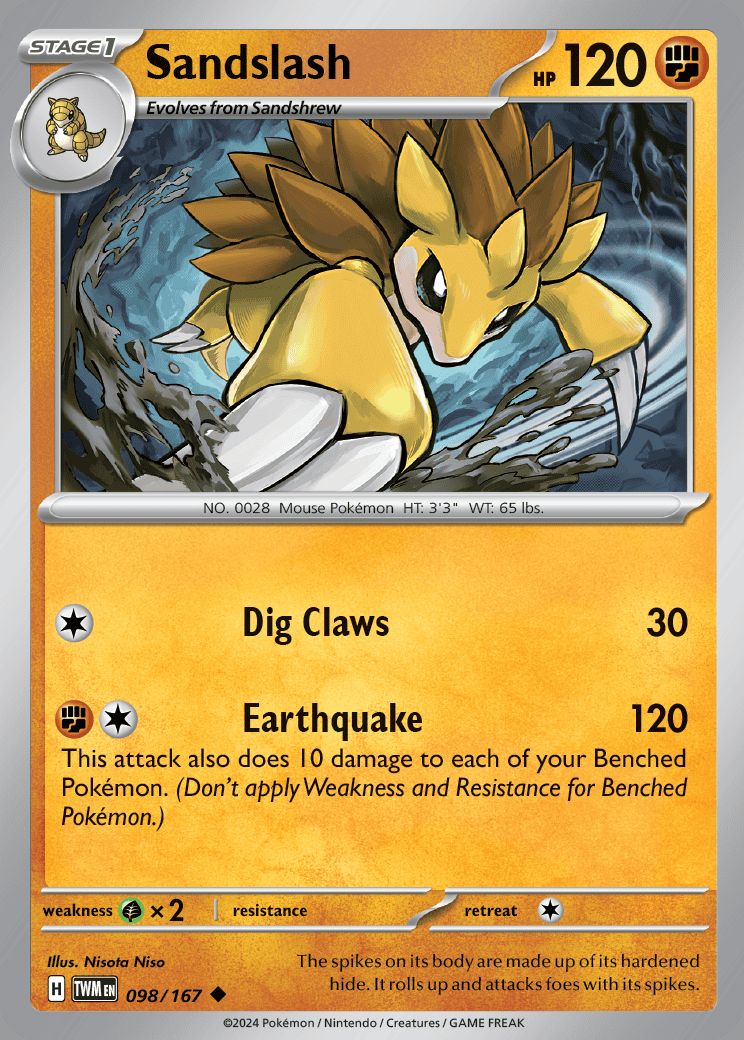 STAGE1
Sandslash
HP 120
Evolves from Sandshrew
NO. 0028 Mouse Pokémon HT: 3'3" WT: 65 lbs.
Dig Claws 30
Earthquake 120
This attack also does 10 damage to each of your Benched
Pokémon. (Don't apply Weakness and Resistance for Benched
Pokémon.)
weakness ×2 resistance retreat
Illus. Nisota Niso
The spikes on its body are made up of its hardened
hide. It rolls up and attacks foes with its spikes.
H TWM EN 098/167
©2024 Pokémon / Nintendo / Creatures / GAME FREAK